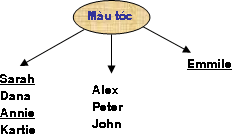 Màu tóc
Emmile
Sarah
Dana
Annie
Kartie
Alex
Peter
John